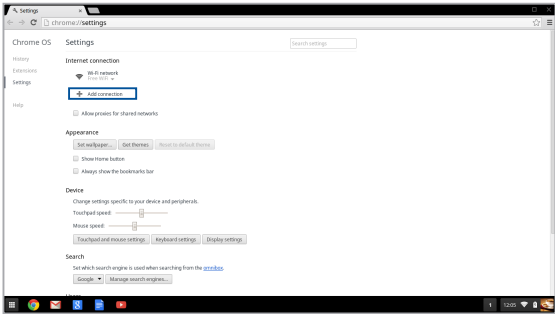 Settings
chrome://settings
Chrome OS
Settings
Search settings
History
Extensions
Settings
Help
Internet connection
Wi-Fi network
Free WiFi
Add connection
Allow proxies for shared networks
Appearance
Set wallpaper... Get themes Reset to default theme
Show Home button
Always show the bookmarks bar
Device
Change settings specific to your device and peripherals.
Touchpad speed:
Mouse speed:
Touchpad and mouse settings Keyboard settings Display settings
Search
Set which search engine is used when searching from the omnibox.
Google Manage search engines...
1 12:05